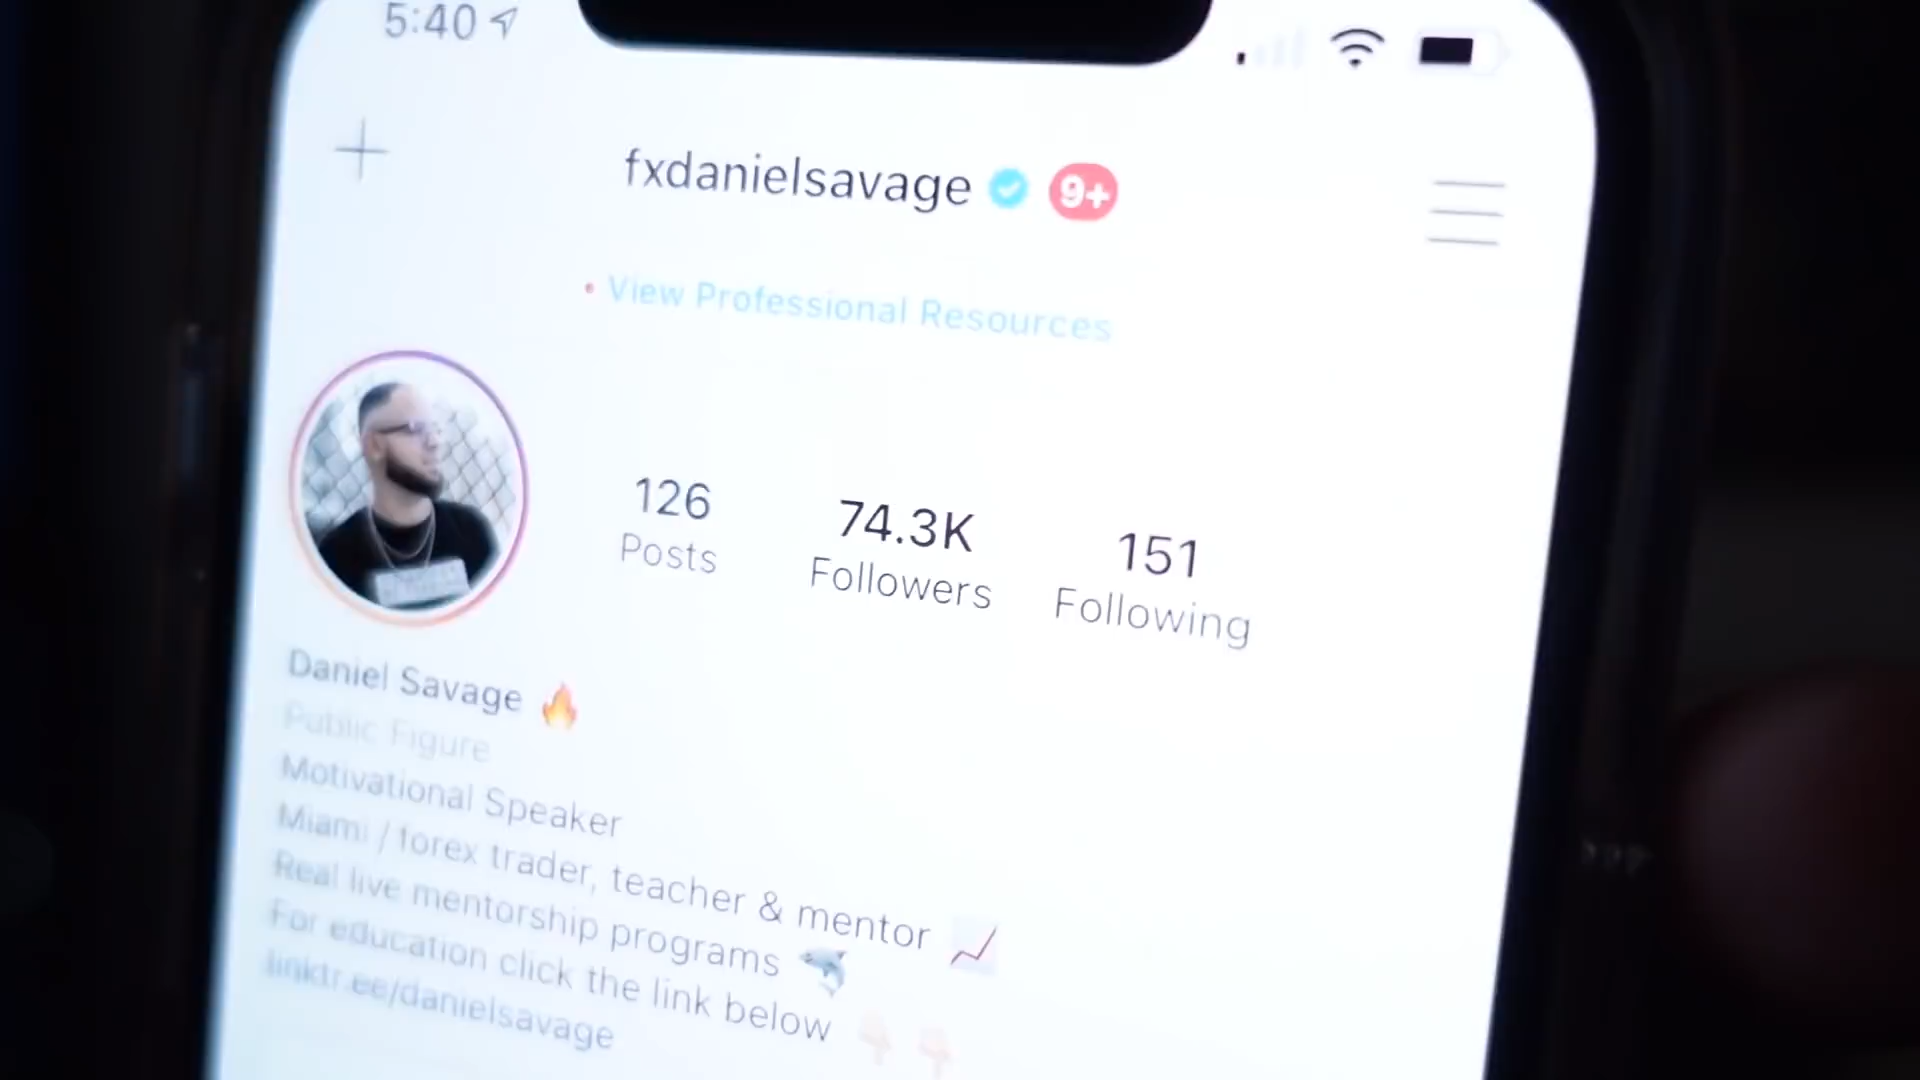 5:40
fxdanielsavage 9+
View Professional Resources
126 74.3K 151
Posts Followers Following
Daniel Savage 🔥
Public Figure
Motivational Speaker
Miami / forex trader, teacher & mentor 📈
Real live mentorship programs 🐬
For education click the link below 👇🏻👇🏻
linktr.ee/danielsavage